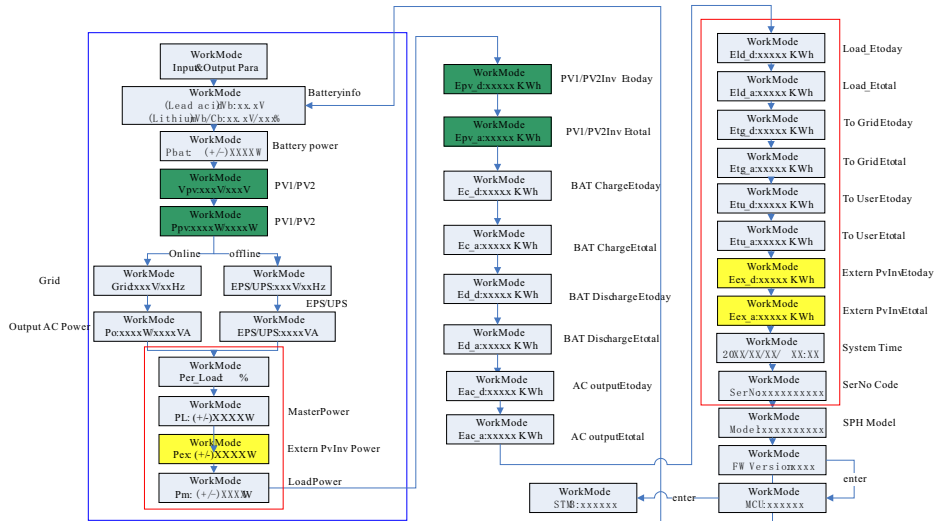 WorkMode
Input&Output Para
WorkMode
(Lead acid)Vb:xx.xV
(Lithium)Vb/Cb:xx.xV/xxx%
Batteryinfo
WorkMode
Pbat: (+/-)XXXXW
Battery power
WorkMode
Vpv:xxxV/xxxV
PV1/PV2
WorkMode
Ppv:xxxxW/xxxxW
PV1/PV2
Online
offline
Grid
WorkMode
Grid:xxxV/xxHz
WorkMode
EPS/UPS:xxxV/xxHz
EPS/UPS
Output AC Power
WorkMode
Po:xxxxW/xxxxVA
WorkMode
EPS/UPS:xxxxVA
WorkMode
Per_Load: %
WorkMode
PL: (+/-)XXXXW
MasterPower
WorkMode
Pex: (+/-)XXXXW
Extern PvInv Power
WorkMode
Pm: (+/-)XXXXW
LoadPower
WorkMode
Epv_d:xxxxx KWh
PV1/PV2Inv Etoday
WorkMode
Epv_a:xxxxx KWh
PV1/PV2Inv Etotal
WorkMode
Ec_d:xxxxx KWh
BAT ChargeEtoday
WorkMode
Ec_a:xxxxx KWh
BAT ChargeEtotal
WorkMode
Ed_d:xxxxx KWh
BAT DischargeEtoday
WorkMode
Ed_a:xxxxx KWh
BAT DischargeEtotal
WorkMode
Eac_d:xxxxx KWh
AC outputEtoday
WorkMode
Eac_a:xxxxx KWh
AC outputEtotal
WorkMode
Eld_d:xxxxx KWh
Load_Etoday
WorkMode
Eld_a:xxxxx KWh
Load_Etotal
WorkMode
Etg_d:xxxxx KWh
To GridEtoday
WorkMode
Etg_a:xxxxx KWh
To GridEtotal
WorkMode
Etu_d:xxxxx KWh
To UserEtoday
WorkMode
Etu_a:xxxxx KWh
To UserEtotal
WorkMode
Eex_d:xxxxx KWh
Extern PvInvEtoday
WorkMode
Eex_a:xxxxx KWh
Extern PvInvEtotal
WorkMode
20XX/XX/XX/ XX:XX
System Time
WorkMode
SerNo:xxxxxxxxxx
SerNo Code
WorkMode
Model:xxxxxxxxxx
SPH Model
WorkMode
FW Version:xxxx
enter
WorkMode
MCU:xxxxxx
enter
WorkMode
STM3:xxxxxx